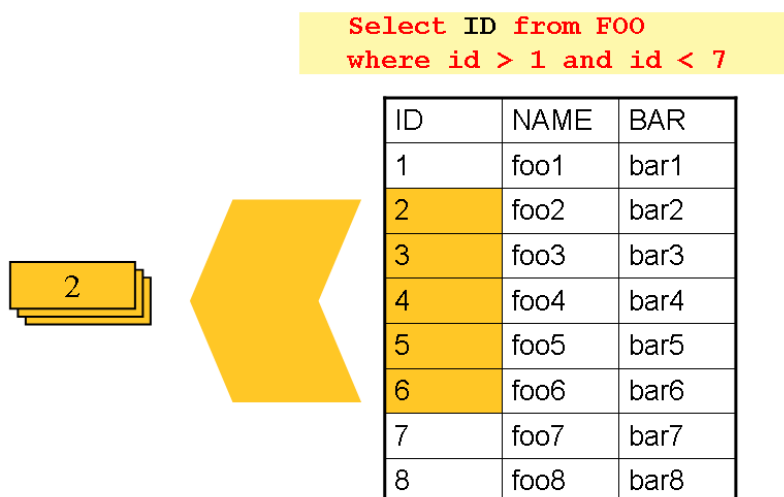 Select ID from FOO
where id > 1 and id < 7
ID NAME BAR
1 foo1 bar1
2 foo2 bar2
3 foo3 bar3
4 foo4 bar4
5 foo5 bar5
6 foo6 bar6
7 foo7 bar7
8 foo8 bar8
2